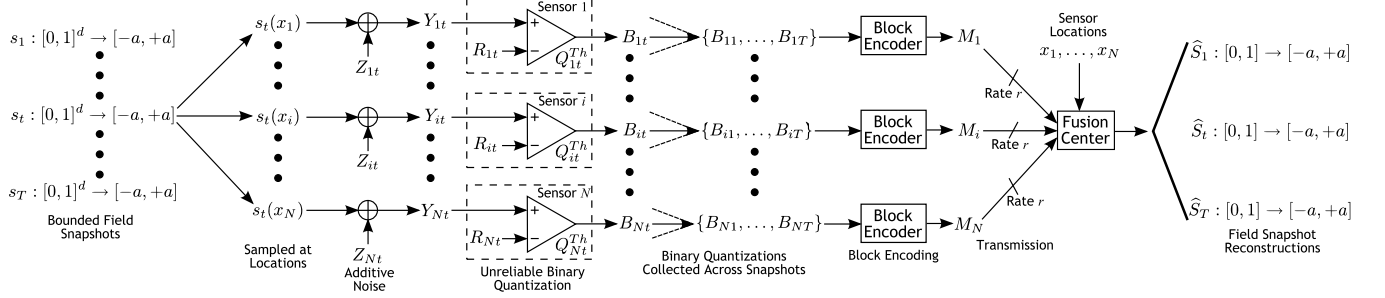 s₁ : [0, 1]ᵈ → [−a, +a]
s_t : [0, 1]ᵈ → [−a, +a]
s_T : [0, 1]ᵈ → [−a, +a]
Bounded Field
Snapshots
s_t(x₁)
s_t(x_i)
s_t(x_N)
Sampled at
Locations
Z_{1t}
Z_{it}
Z_{Nt}
Additive
Noise
Y_{1t}
Y_{it}
Y_{Nt}
Sensor 1
+
R_{1t}
−
Q_{1t}^{Th}
Sensor i
+
R_{it}
−
Q_{it}^{Th}
Sensor N
+
R_{Nt}
−
Q_{Nt}^{Th}
Unreliable Binary
Quantization
B_{1t}
B_{it}
B_{Nt}
{B_{11}, . . . , B_{1T}}
{B_{i1}, . . . , B_{iT}}
{B_{N1}, . . . , B_{NT}}
Binary Quantizations
Collected Across Snapshots
Block
Encoder
Block
Encoder
Block
Encoder
Block Encoding
M₁
M_i
M_N
Rate r
Rate r
Rate r
Transmission
Sensor
Locations
x₁, . . . , x_N
Fusion
Center
Ŝ₁ : [0, 1] → [−a, +a]
Ŝ_t : [0, 1] → [−a, +a]
Ŝ_T : [0, 1] → [−a, +a]
Field Snapshot
Reconstructions